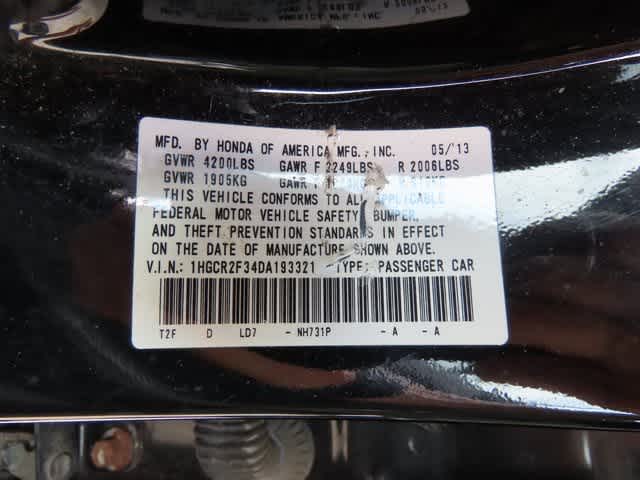 MFD. BY HONDA OF AMERICA MFG., INC. 05/'13
GVWR 4200LBS GAWR F 2249LBS R 2006LBS
GVWR 1905KG GAWR
THIS VEHICLE CONFORMS TO ALL APPLICABLE
FEDERAL MOTOR VEHICLE SAFETY, BUMPER,
AND THEFT PREVENTION STANDARDS IN EFFECT
ON THE DATE OF MANUFACTURE SHOWN ABOVE.
V.I.N.: 1HGCR2F34DA193321 -TYPE: PASSENGER CAR
T2F D LD7 - NH731P - A - A